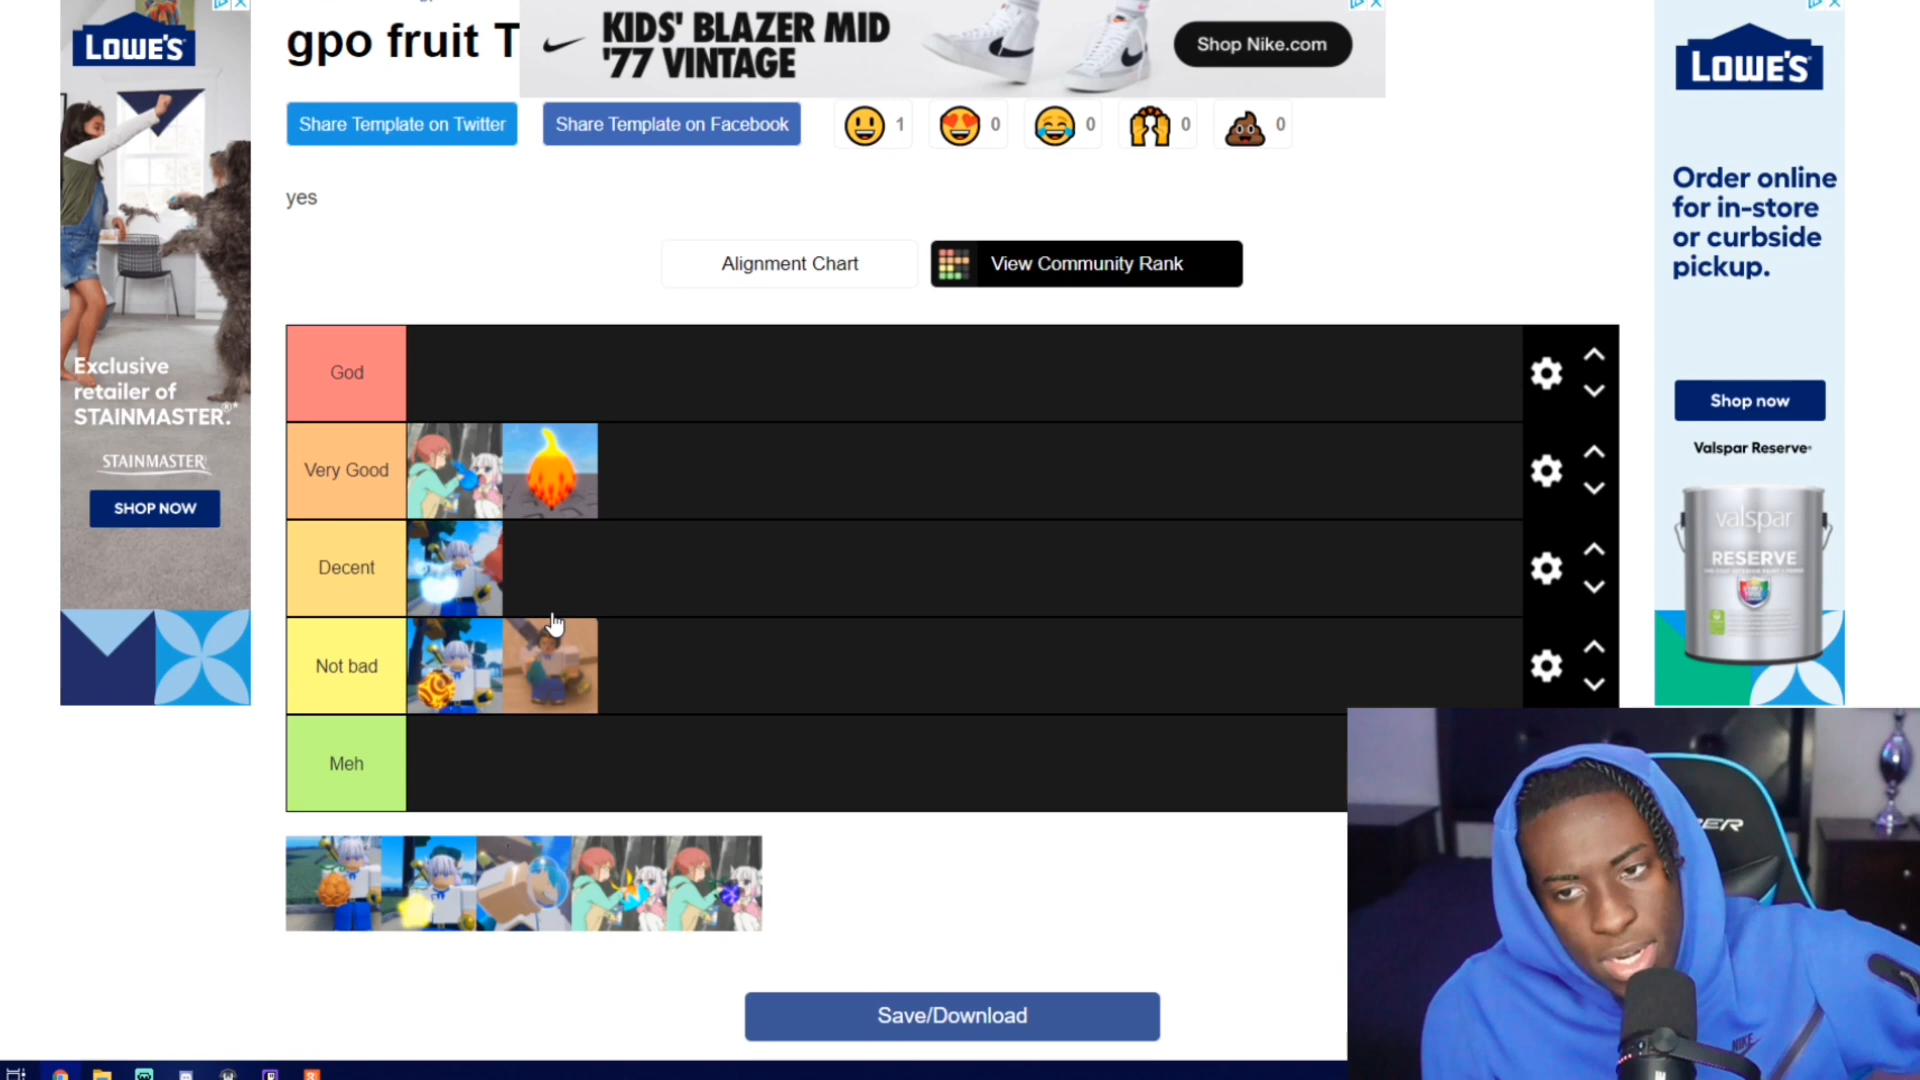 gpo fruit T
KIDS' BLAZER MID
'77 VINTAGE
Shop Nike.com
LOWE'S
LOWE'S
Share Template on Twitter
Share Template on Facebook
1
0
0
0
0
yes
Alignment Chart
View Community Rank
Order online
for in-store
or curbside
pickup.
Shop now
Valspar Reserve®
valspar
RESERVE
Exclusive
retailer of
STAINMASTER.®*
STAINMASTER
SHOP NOW
God
Very Good
Decent
Not bad
Meh
Save/Download
NIKE